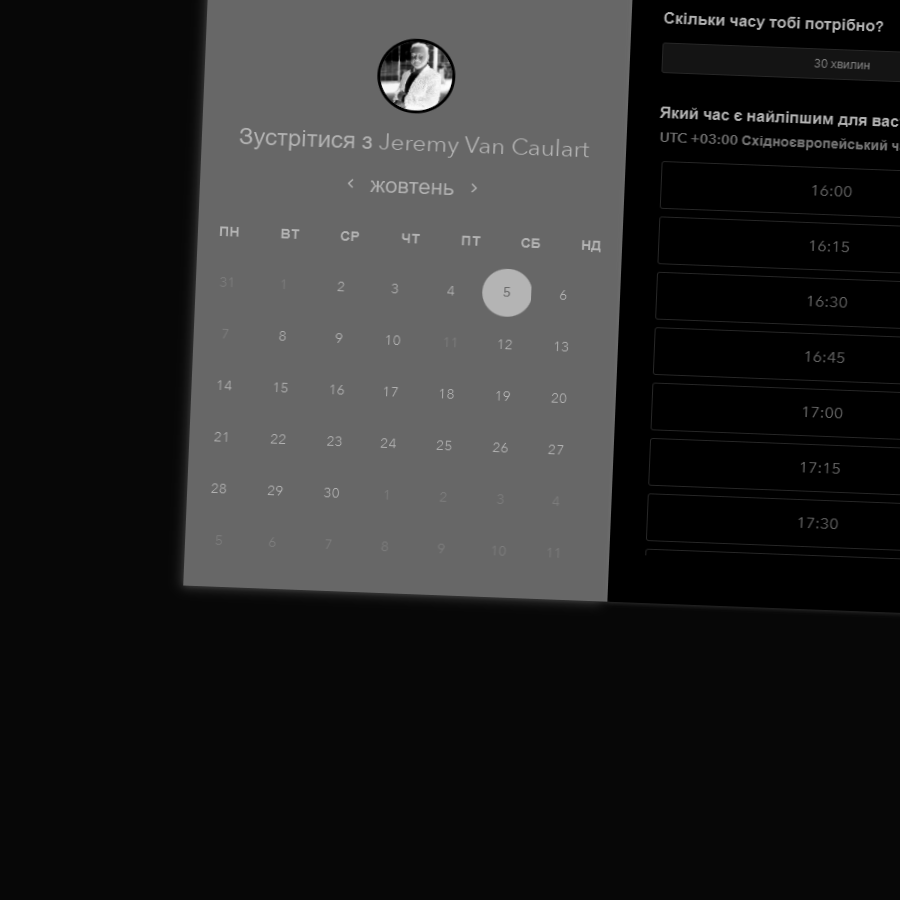 Зустрітися з Jeremy Van Caulart
‹ жовтень ›
ПН ВТ СР ЧТ ПТ СБ НД
31 1 2 3 4 5 6
7 8 9 10 11 12 13
14 15 16 17 18 19 20
21 22 23 24 25 26 27
28 29 30 1 2 3 4
5 6 7 8 9 10 11
Скільки часу тобі потрібно?
30 хвилин
Який час є найліпшим для вас
UTC +03:00 Східноєвропейський ч
16:00
16:15
16:30
16:45
17:00
17:15
17:30